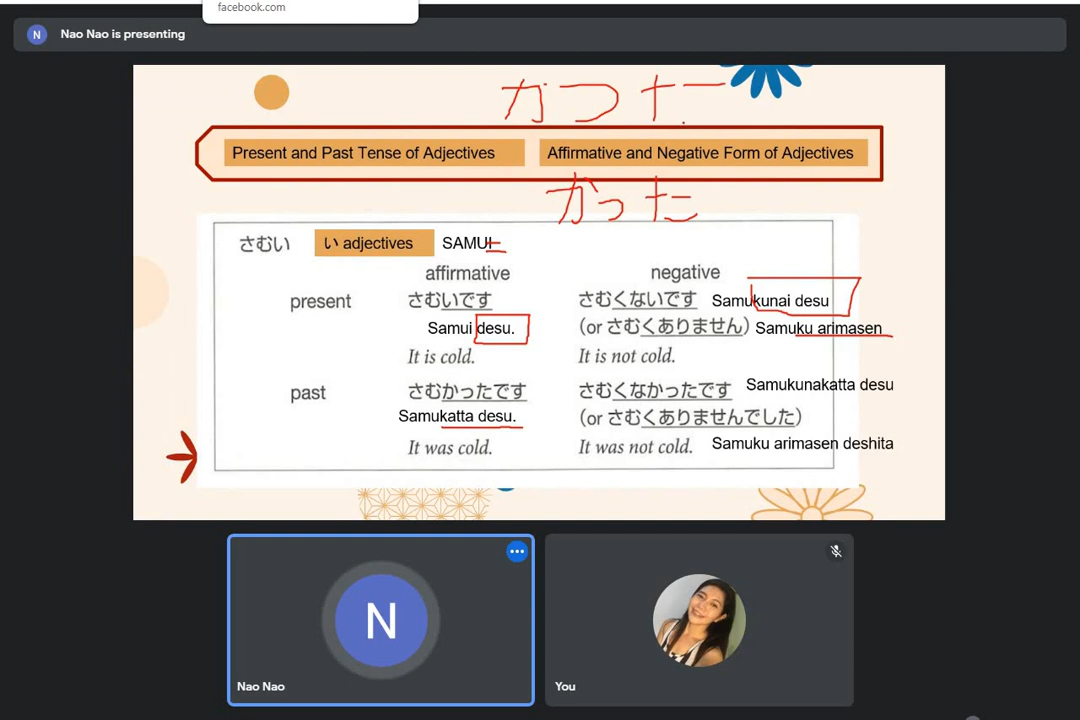 facebook.com
N Nao Nao is presenting
かつたー
Present and Past Tense of Adjectives Affirmative and Negative Form of Adjectives
かった
さむい い adjectives SAMUI
affirmative negative
present さむいです さむくないです Samukunai desu
Samui desu. (or さむくありません) Samuku arimasen
It is cold. It is not cold.
past さむかったです さむくなかったです Samukunakatta desu
Samukatta desu. (or さむくありませんでした)
It was cold. It was not cold. Samuku arimasen deshita
N
Nao Nao You